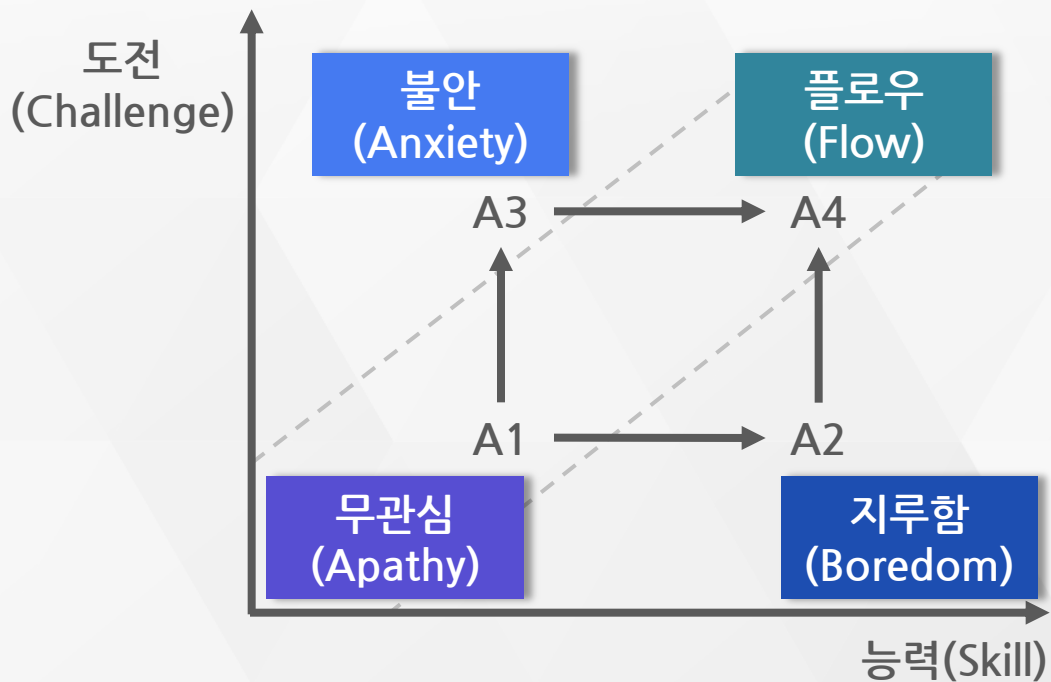 도전
(Challenge)
불안
(Anxiety)
플로우
(Flow)
A3
A4
A1
A2
무관심
(Apathy)
지루함
(Boredom)
능력(Skill)